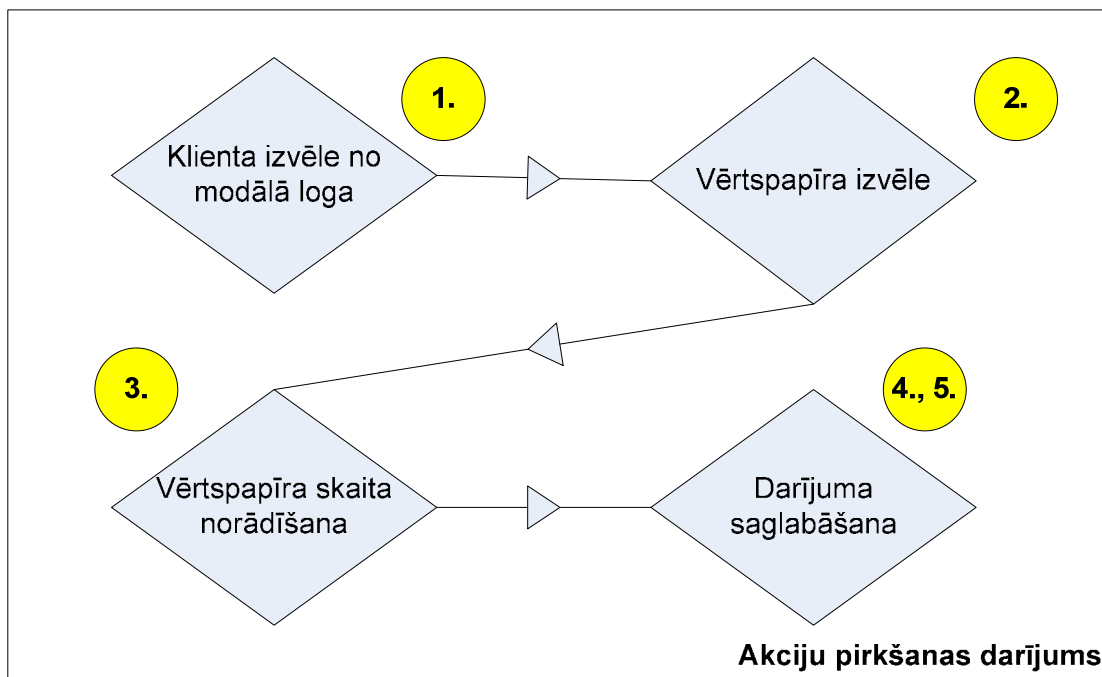 1.
Klienta izvēle no
modālā loga
2.
Vērtspapīra izvēle
3.
Vērtspapīra skaita
norādīšana
4., 5.
Darījuma
saglabāšana
Akciju pirkšanas darījums